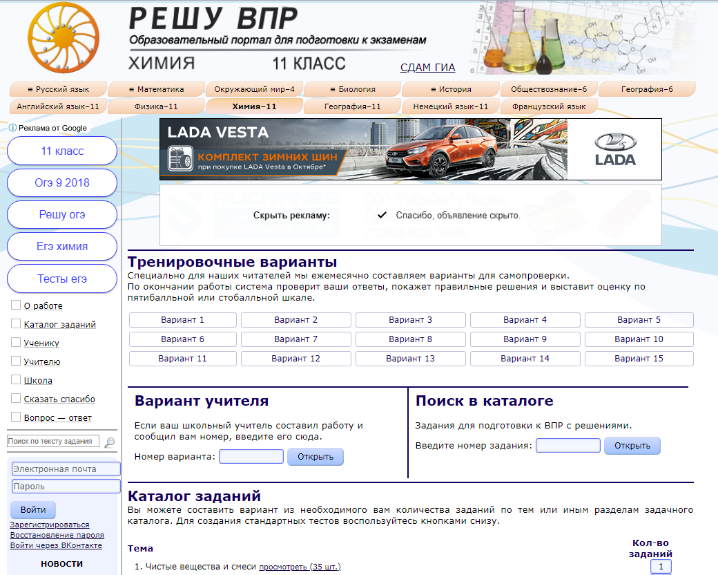 РЕШУ ВПР
Образовательный портал для подготовки к экзаменам
ХИМИЯ 11 КЛАСС СДАМ ГИА
≡ Русский язык ≡ Математика Окружающий мир–4 ≡ Биология ≡ История Обществознание–6 География–6
Английский язык–11 Физика–11 Химия–11 География–11 Немецкий язык–11 Французский язык
Реклама от Google
11 класс
Огэ 9 2018
Решу огэ
Егэ химия
Тесты егэ
О работе
Каталог заданий
Ученику
Учителю
Школа
Сказать спасибо
Вопрос — ответ
Поиск по тексту задания
Электронная почта
Пароль
Войти
Зарегистрироваться
Восстановление пароля
Войти через ВКонтакте
НОВОСТИ
LADA VESTA
КОМПЛЕКТ ЗИМНИХ ШИН
при покупке LADA Vesta в Октябре*
LADA
Скрыть рекламу: Спасибо, объявление скрыто.
Тренировочные варианты
Специально для наших читателей мы ежемесячно составляем варианты для самопроверки.
По окончании работы система проверит ваши ответы, покажет правильные решения и выставит оценку по
пятибалльной или стобалльной шкале.
Вариант 1 Вариант 2 Вариант 3 Вариант 4 Вариант 5
Вариант 6 Вариант 7 Вариант 8 Вариант 9 Вариант 10
Вариант 11 Вариант 12 Вариант 13 Вариант 14 Вариант 15
Вариант учителя
Если ваш школьный учитель составил работу и
сообщил вам номер, введите его сюда.
Номер варианта: Открыть
Поиск в каталоге
Задания для подготовки к ВПР с решениями.
Введите номер задания: Открыть
Каталог заданий
Вы можете составить вариант из необходимого вам количества заданий по тем или иным разделам задачного
каталога. Для создания стандартных тестов воспользуйтесь кнопками снизу.
Тема Кол-во
заданий
1. Чистые вещества и смеси просмотреть (35 шт.) 1